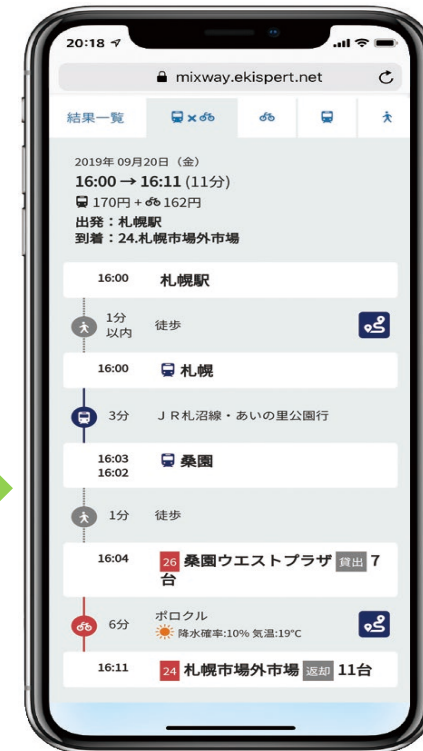 20:18
mixway.ekispert.net
結果一覧
2019年 09月20日（金）
16:00 → 16:11 (11分)
170円 + 162円
出発：札幌駅
到着：24.札幌市場外市場
16:00 札幌駅
1分以内 徒歩
16:00 札幌
3分 ＪＲ札沼線・あいの里公園行
16:03
16:02 桑園
1分 徒歩
16:04 26 桑園ウエストプラザ 貸出 7
台
6分 ポロクル
降水確率:10% 気温:19℃
16:11 24 札幌市場外市場 返却 11台